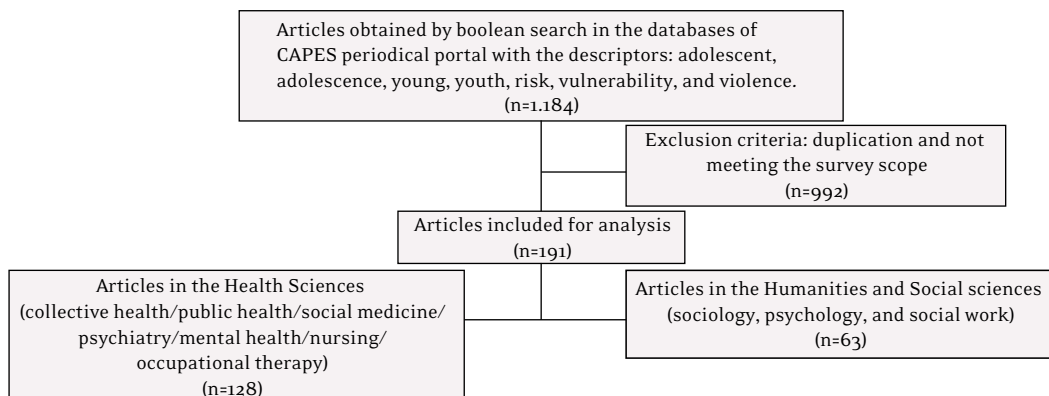 Articles obtained by boolean search in the databases of
CAPES periodical portal with the descriptors: adolescent,
adolescence, young, youth, risk, vulnerability, and violence.
(n=1.184)
Exclusion criteria: duplication and not
meeting the survey scope
(n=992)
Articles included for analysis
(n=191)
Articles in the Health Sciences
(collective health/public health/social medicine/
psychiatry/mental health/nursing/
occupational therapy)
(n=128)
Articles in the Humanities and Social sciences
(sociology, psychology, and social work)
(n=63)